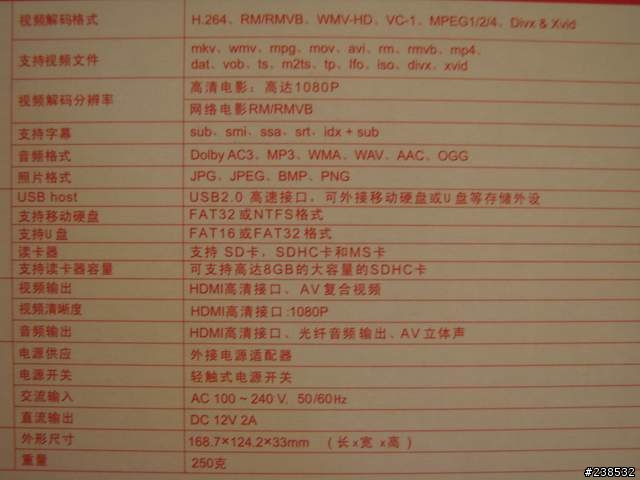 视频解码格式 H.264、RM/RMVB、WMV-HD、VC-1、MPEG1/2/4、Divx & Xvid
支持视频文件 mkv、wmv、mpg、mov、avi、rm、rmvb、mp4、
dat、vob、ts、m2ts、tp、Ifo、iso、divx、xvid
视频解码分辨率 高清电影：高达1080P
网络电影RM/RMVB
支持字幕 sub、smi、ssa、srt、idx + sub
音频格式 Dolby AC3、MP3、WMA、WAV、AAC、OGG
照片格式 JPG、JPEG、BMP、PNG
USB host USB2.0 高速接口，可外接移动硬盘或U盘等存储外设
支持移动硬盘 FAT32或NTFS格式
支持U盘 FAT16或FAT32格式
读卡器 支持 SD卡，SDHC卡和MS卡
支持读卡器容量 可支持高达8GB的大容量的SDHC卡
视频输出 HDMI高清接口、AV复合视频
视频清晰度 HDMI高清接口:1080P
音频输出 HDMI高清接口、光纤音频输出、AV立体声
电源供应 外接电源适配器
电源开关 轻触式电源开关
交流输入 AC 100 ~ 240 V, 50/60Hz
直流输出 DC 12V 2A
外形尺寸 168.7×124.2×33mm （长x宽 x高）
重量 250克
#238532